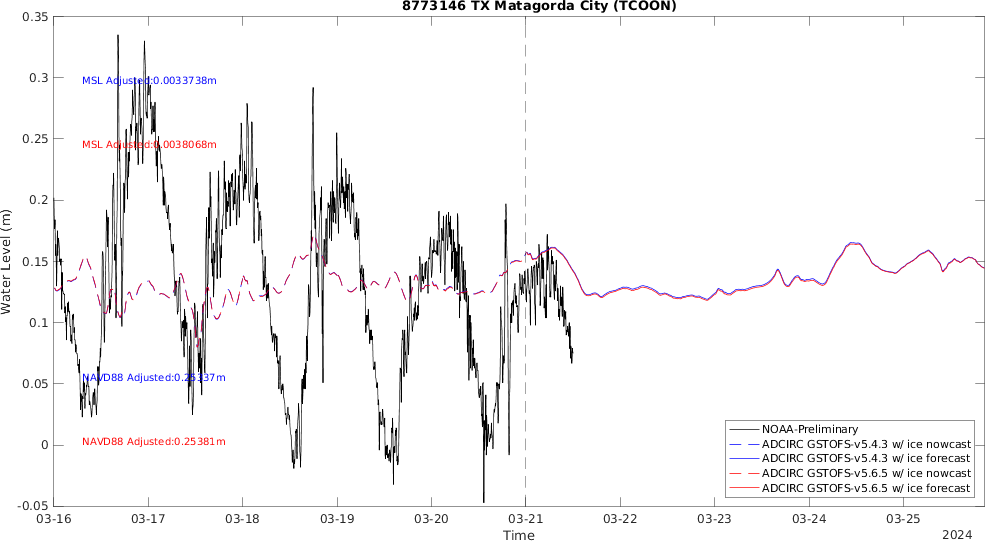 8773146 TX Matagorda City (TCOON)
0.35
0.3
0.25
0.2
0.15
0.1
0.05
0
-0.05
Water Level (m)
MSL Adjusted:0.0033738m
MSL Adjusted:0.0038068m
NAVD88 Adjusted:0.25337m
NAVD88 Adjusted:0.25381m
NOAA-Preliminary
ADCIRC GSTOFS-v5.4.3 w/ ice nowcast
ADCIRC GSTOFS-v5.4.3 w/ ice forecast
ADCIRC GSTOFS-v5.6.5 w/ ice nowcast
ADCIRC GSTOFS-v5.6.5 w/ ice forecast
03-16 03-17 03-18 03-19 03-20 03-21 03-22 03-23 03-24 03-25
Time
2024